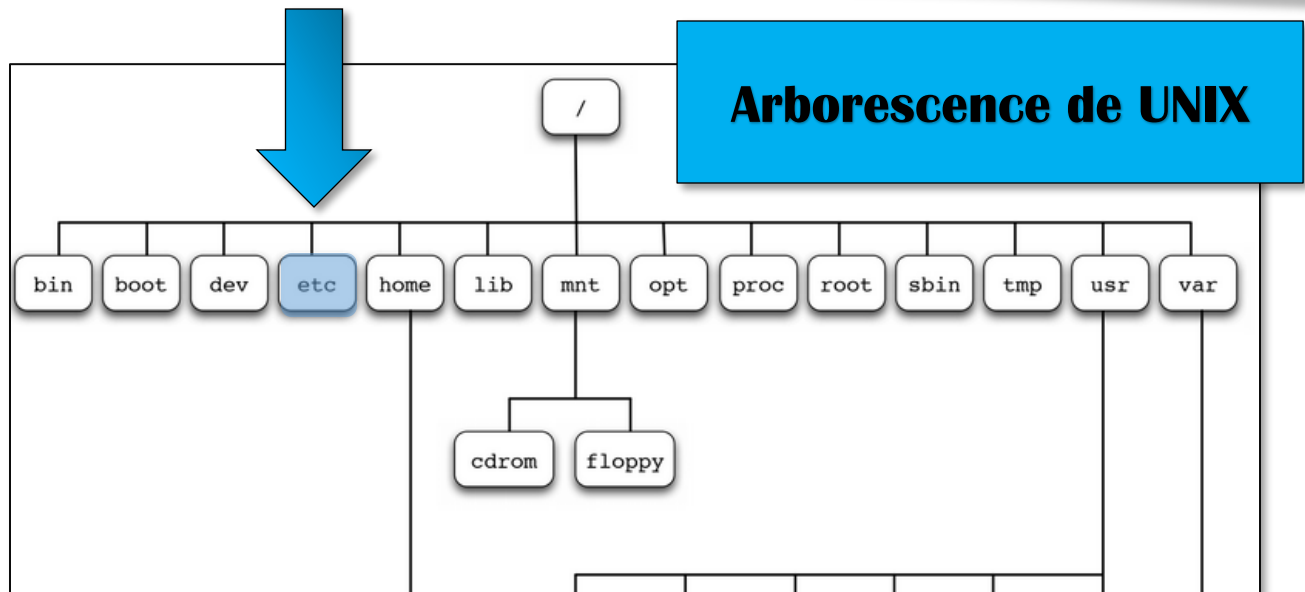 Arborescence de UNIX
/
bin boot dev etc home lib mnt opt proc root sbin tmp usr var
cdrom floppy